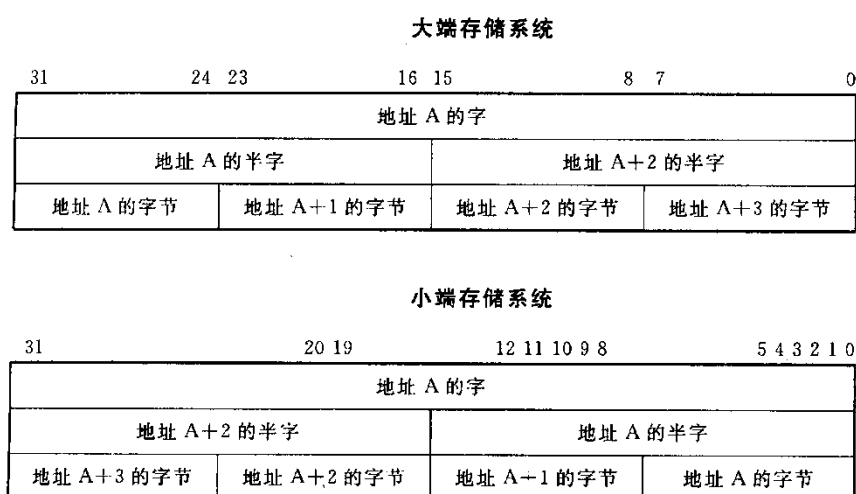 大端存储系统
31 24 23 16 15 8 7 0
地址 A 的字
地址 A 的半字 地址 A+2 的半字
地址 A 的字节 地址 A+1 的字节 地址 A+2 的字节 地址 A+3 的字节
小端存储系统
31 20 19 12 11 10 9 8 5 4 3 2 1 0
地址 A 的字
地址 A+2 的半字 地址 A 的半字
地址 A+3 的字节 地址 A+2 的字节 地址 A+1 的字节 地址 A 的字节